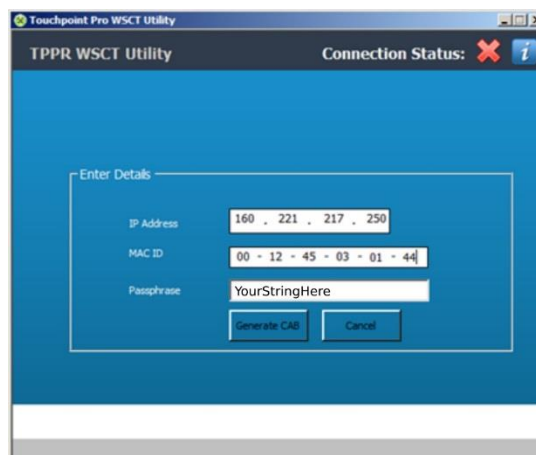 Touchpoint Pro WSCT Utility
TPPR WSCT Utility Connection Status: i
Enter Details
IP Address 160 . 221 . 217 . 250
MAC ID 00 - 12 - 45 - 03 - 01 - 44
Passphrase YourStringHere
Generate CAB Cancel